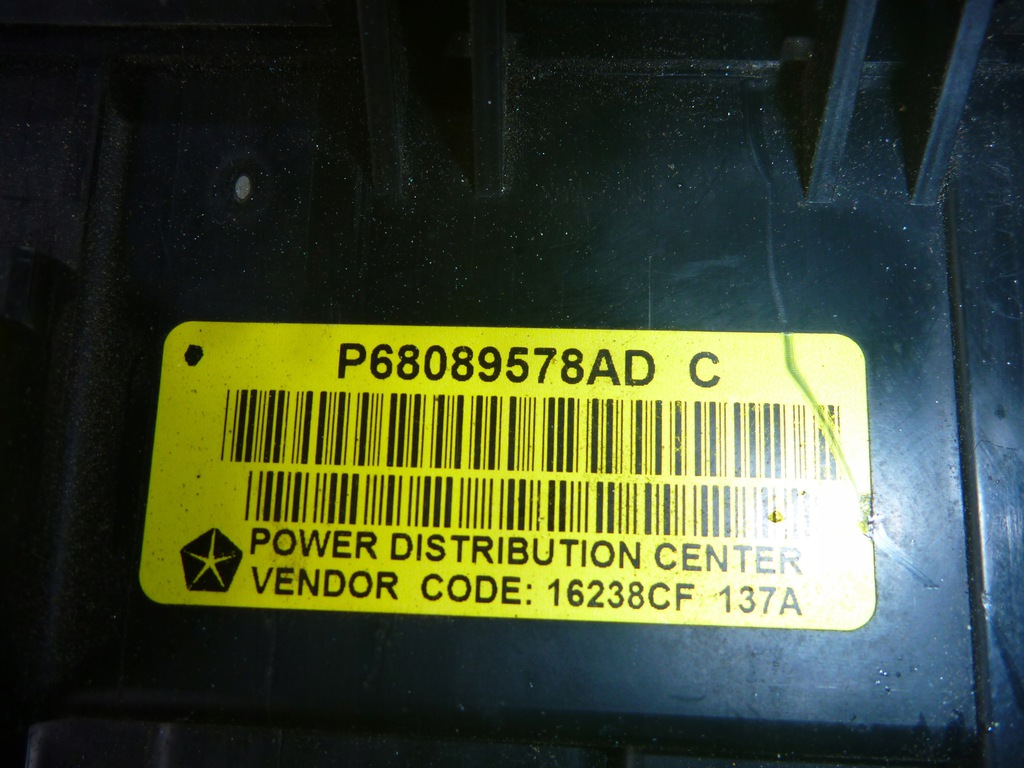 P68089578AD C
POWER DISTRIBUTION CENTER
VENDOR CODE: 16238CF 137A